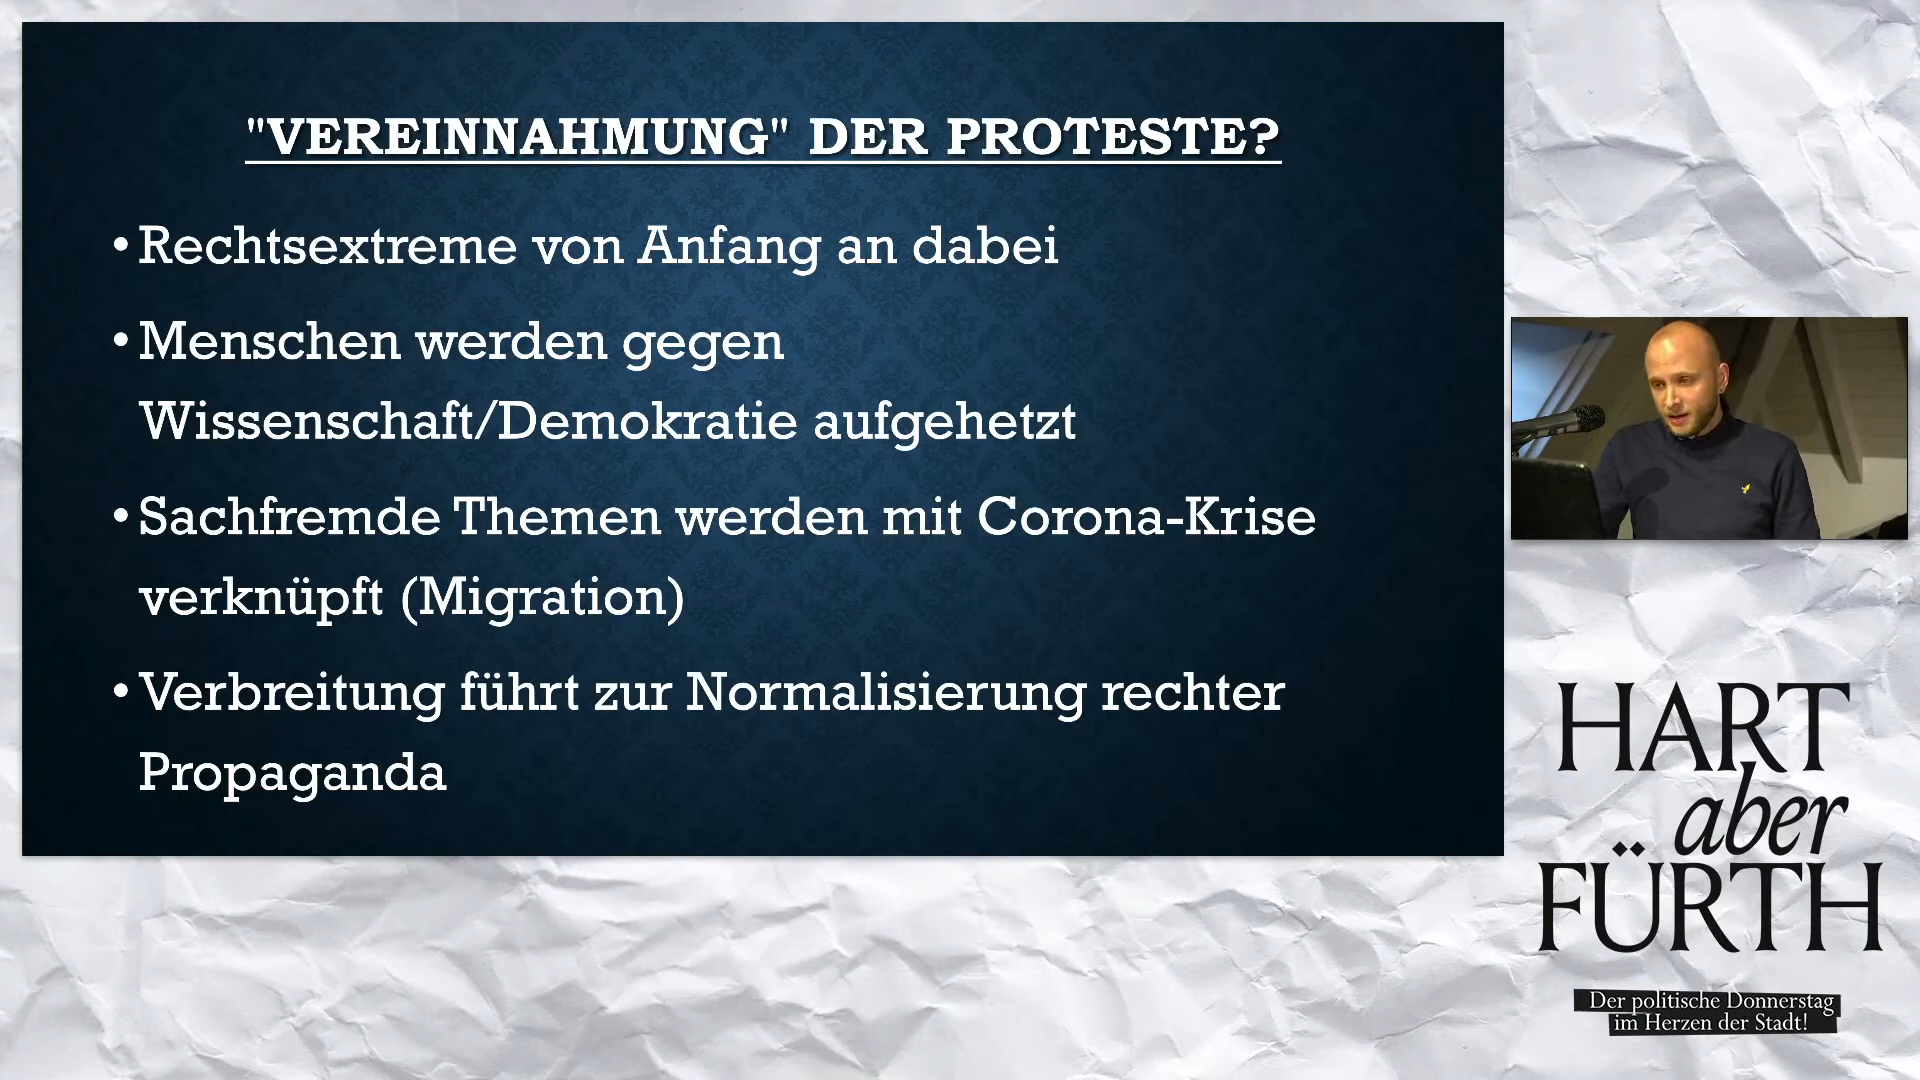 "VEREINNAHMUNG" DER PROTESTE?
• Rechtsextreme von Anfang an dabei
• Menschen werden gegen
Wissenschaft/Demokratie aufgehetzt
• Sachfremde Themen werden mit Corona-Krise
verknüpft (Migration)
• Verbreitung führt zur Normalisierung rechter
Propaganda
HART
aber
FÜRTH
Der politische Donnerstag
im Herzen der Stadt!